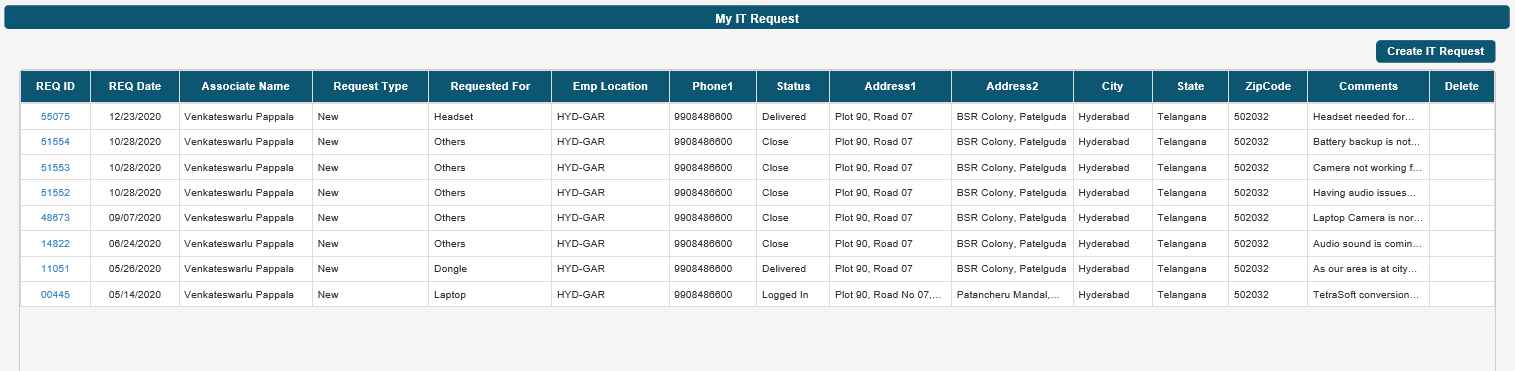 My IT Request
Create IT Request
REQ ID REQ Date Associate Name Request Type Requested For Emp Location Phone1 Status Address1 Address2 City State ZipCode Comments Delete
55075 12/23/2020 Venkateswarlu Pappala New Headset HYD-GAR 9908486600 Delivered Plot 90, Road 07 BSR Colony, Patelguda Hyderabad Telangana 502032 Headset needed for...
51554 10/28/2020 Venkateswarlu Pappala New Others HYD-GAR 9908486600 Close Plot 90, Road 07 BSR Colony, Patelguda Hyderabad Telangana 502032 Battery backup is not...
51553 10/28/2020 Venkateswarlu Pappala New Others HYD-GAR 9908486600 Close Plot 90, Road 07 BSR Colony, Patelguda Hyderabad Telangana 502032 Camera not working f...
51552 10/28/2020 Venkateswarlu Pappala New Others HYD-GAR 9908486600 Close Plot 90, Road 07 BSR Colony, Patelguda Hyderabad Telangana 502032 Having audio issues...
48673 09/07/2020 Venkateswarlu Pappala New Others HYD-GAR 9908486600 Close Plot 90, Road 07 BSR Colony, Patelguda Hyderabad Telangana 502032 Laptop Camera is nor...
14822 06/24/2020 Venkateswarlu Pappala New Others HYD-GAR 9908486600 Close Plot 90, Road 07 BSR Colony, Patelguda Hyderabad Telangana 502032 Audio sound is comin...
11051 05/26/2020 Venkateswarlu Pappala New Dongle HYD-GAR 9908486600 Delivered Plot 90, Road 07 BSR Colony, Patelguda Hyderabad Telangana 502032 As our area is at city...
00445 05/14/2020 Venkateswarlu Pappala New Laptop HYD-GAR 9908486600 Logged In Plot 90, Road No 07,... Patancheru Mandal,... Hyderabad Telangana 502032 TetraSoft conversion...